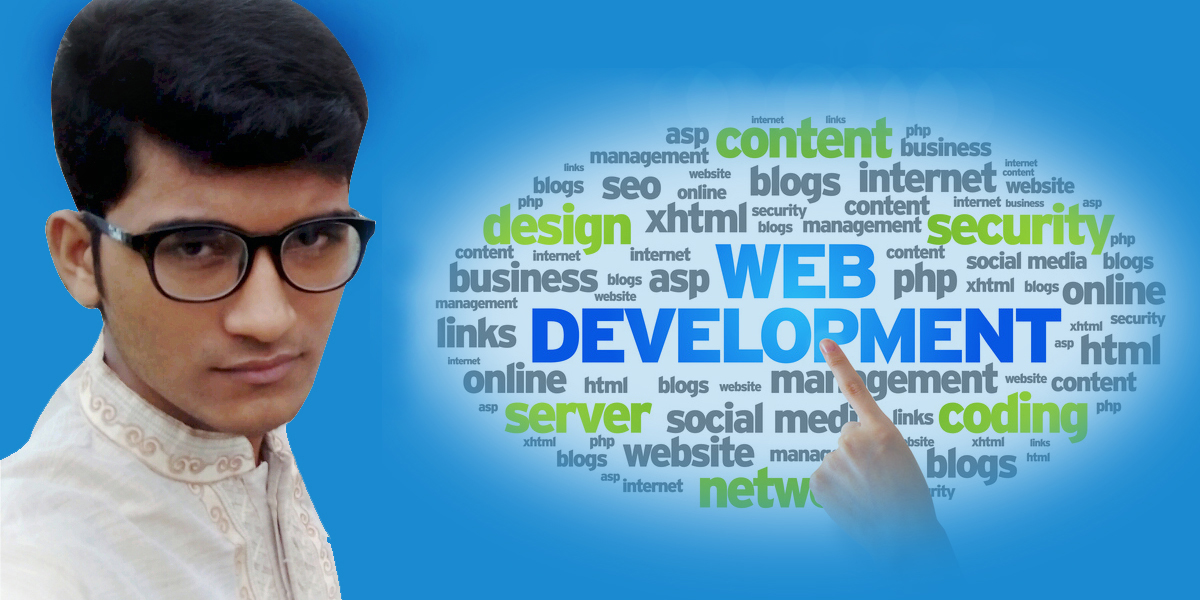 internet links
asp content php
management business
links website blogs internet internet
content
blogs seo online website
php xhtml security content internet business asp
design blogs management security
content internet internet content social media php
business blogs asp WEB php xhtml blogs blogs
website online
management
links DEVELOPMENT xhtml security
asp html
internet
online html blogs website management website content
asp server social media links coding php
xhtml php website xhtml links
blogs website blogs html
asp internet